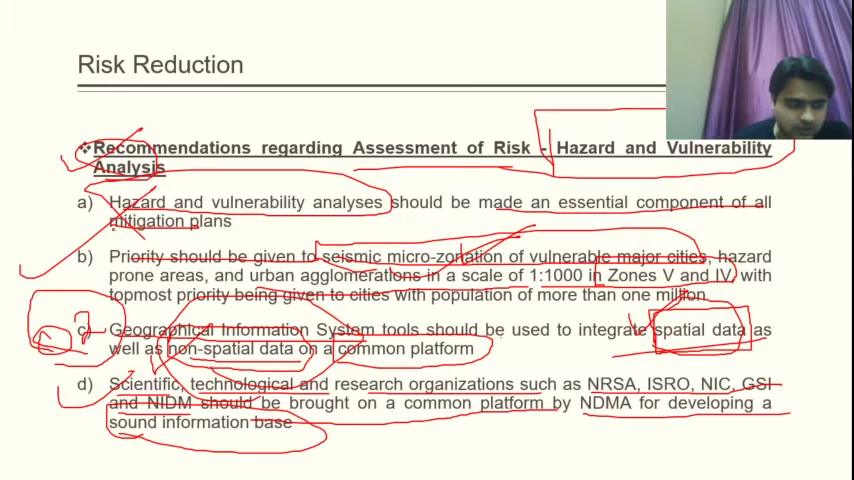 Risk Reduction
❖Recommendations regarding Assessment of Risk - Hazard and Vulnerability
Analysis
a) Hazard and vulnerability analyses should be made an essential component of all
mitigation plans
b) Priority should be given to seismic micro-zonation of vulnerable major cities, hazard
prone areas, and urban agglomerations in a scale of 1:1000 in Zones V and IV with
topmost priority being given to cities with population of more than one million
c) Geographical Information System tools should be used to integrate spatial data as
well as non-spatial data on a common platform
d) Scientific, technological and research organizations such as NRSA, ISRO, NIC, GSI
and NIDM should be brought on a common platform by NDMA for developing a
sound information base